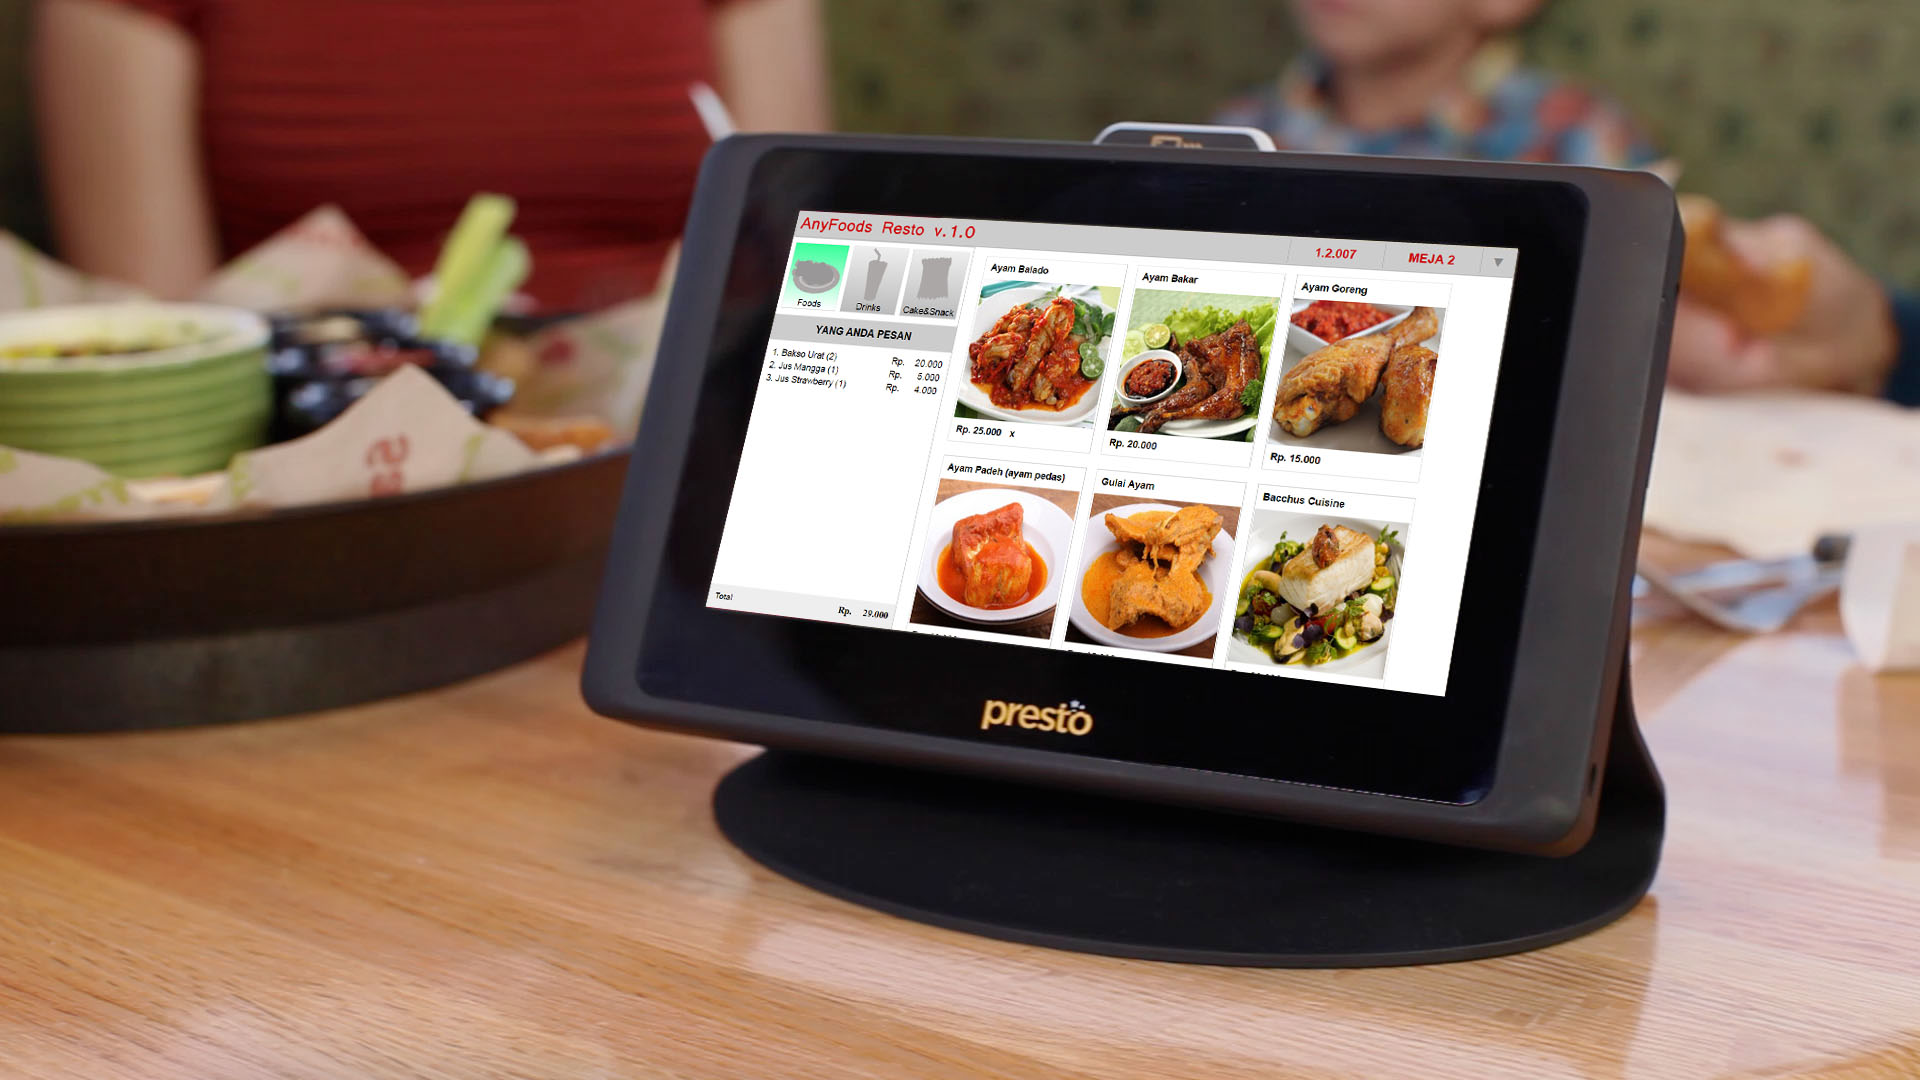 AnyFoods Resto v.1.0
1.2.007
MEJA 2
Foods
Drinks
Cake&Snack
YANG ANDA PESAN
1. Bakso Urat (2) Rp. 20.000
2. Jus Mangga (1) Rp. 5.000
3. Jus Strawberry (1) Rp. 4.000
Total Rp. 29.000
Ayam Balado
Rp. 25.000 x
Ayam Bakar
Rp. 20.000
Ayam Goreng
Rp. 15.000
Ayam Padeh (ayam pedas)
Gulai Ayam
Bacchus Cuisine
presto